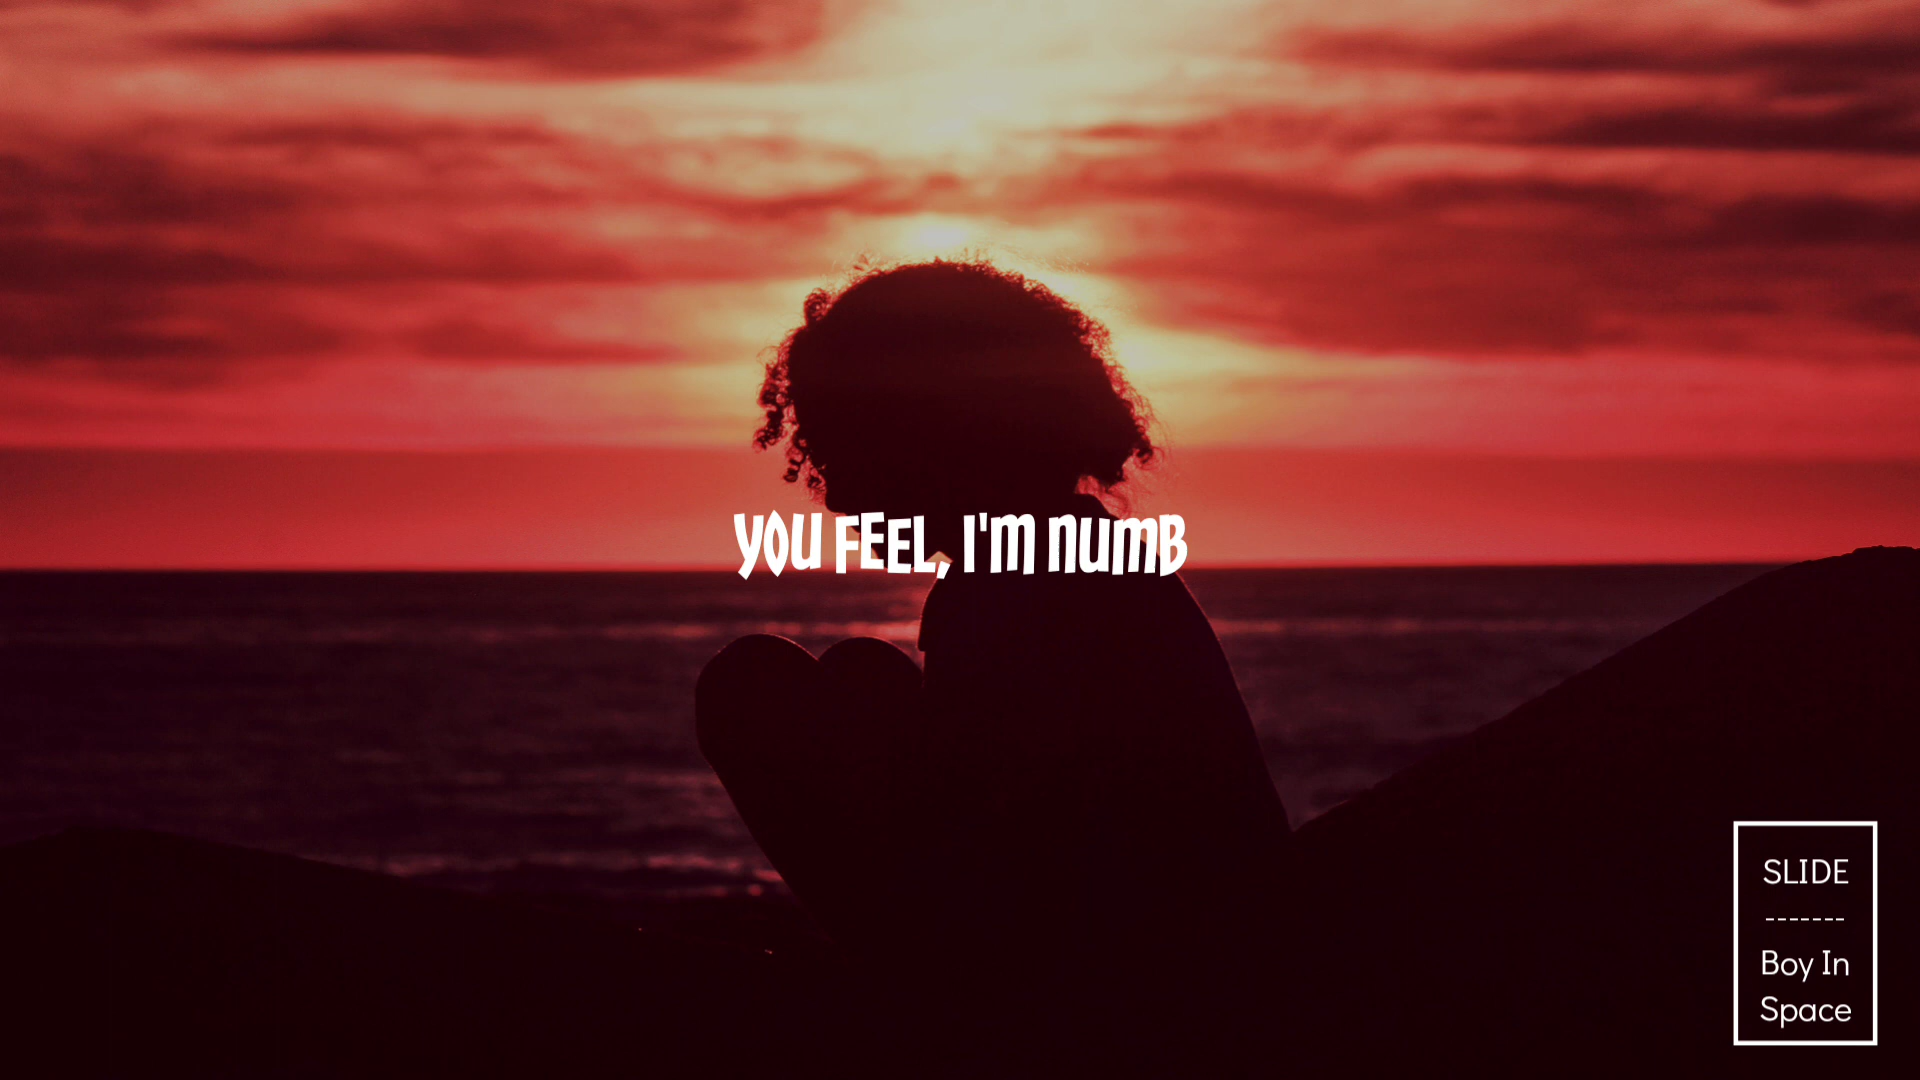 YOU FEEL, I'M NUMB
SLIDE
-------
Boy In
Space